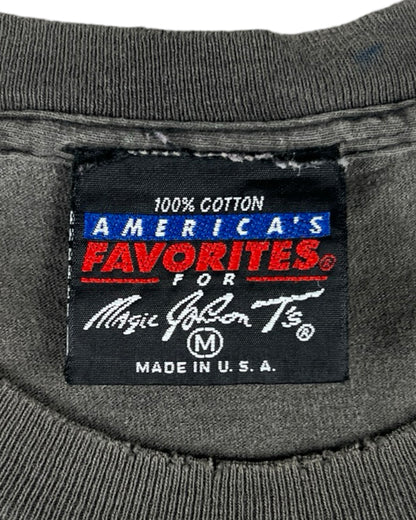 100% COTTON
AMERICA'S
FAVORITES®
FOR
Magic Johnson T's®
M
MADE IN U. S. A.